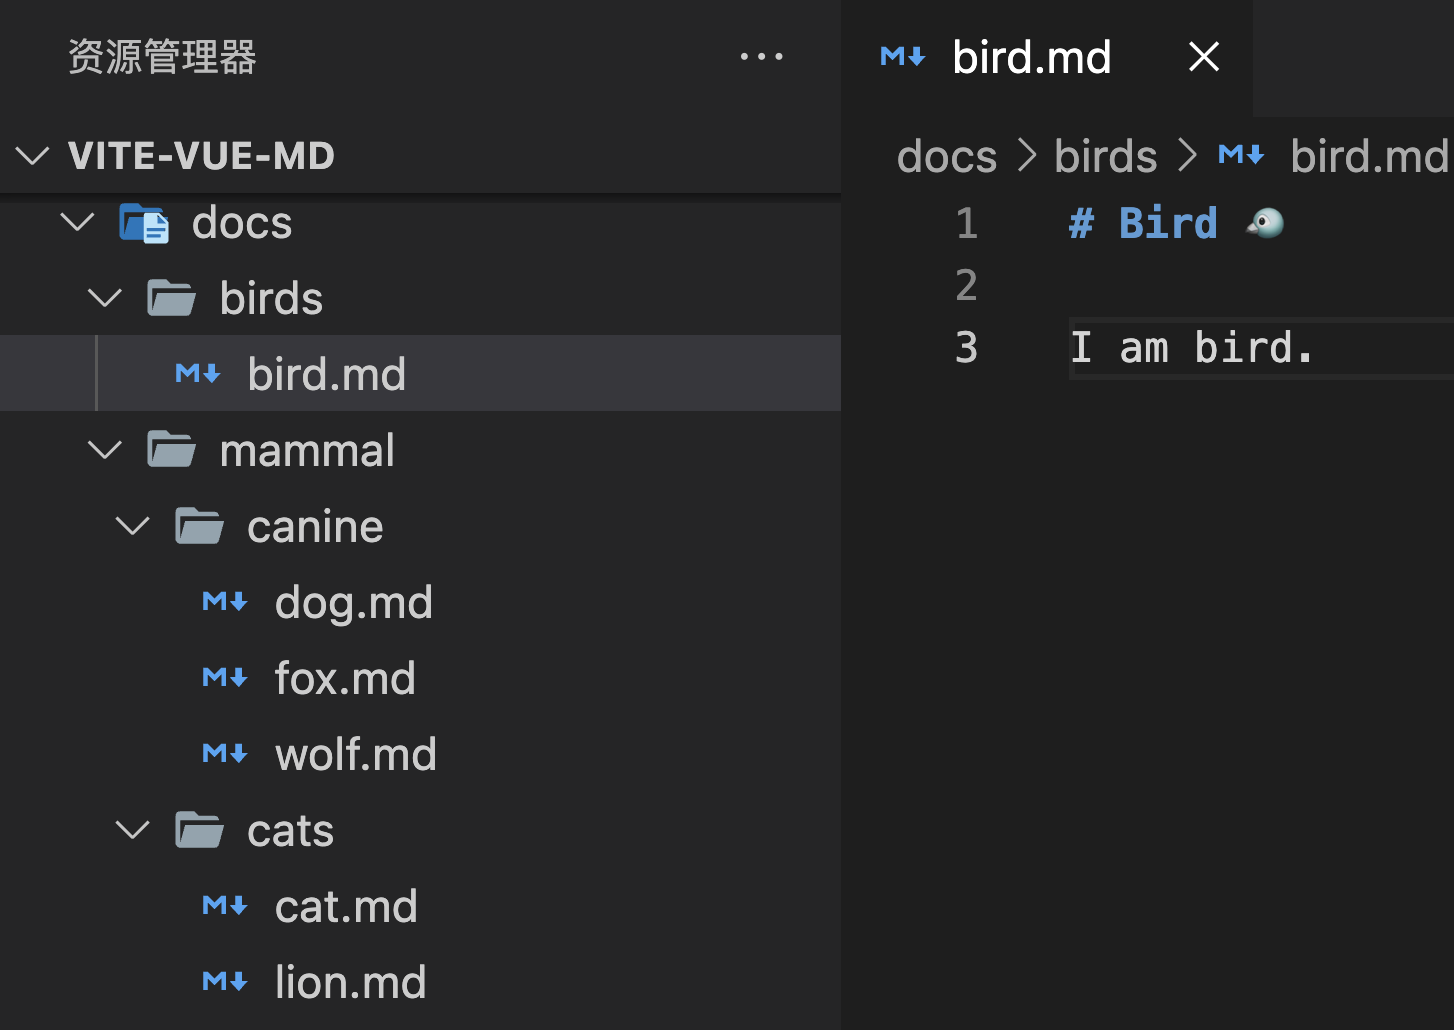 资源管理器
VITE-VUE-MD
docs
birds
bird.md
mammal
canine
dog.md
fox.md
wolf.md
cats
cat.md
lion.md
bird.md
docs > birds > bird.md
1 # Bird 🐦
2
3 I am bird.